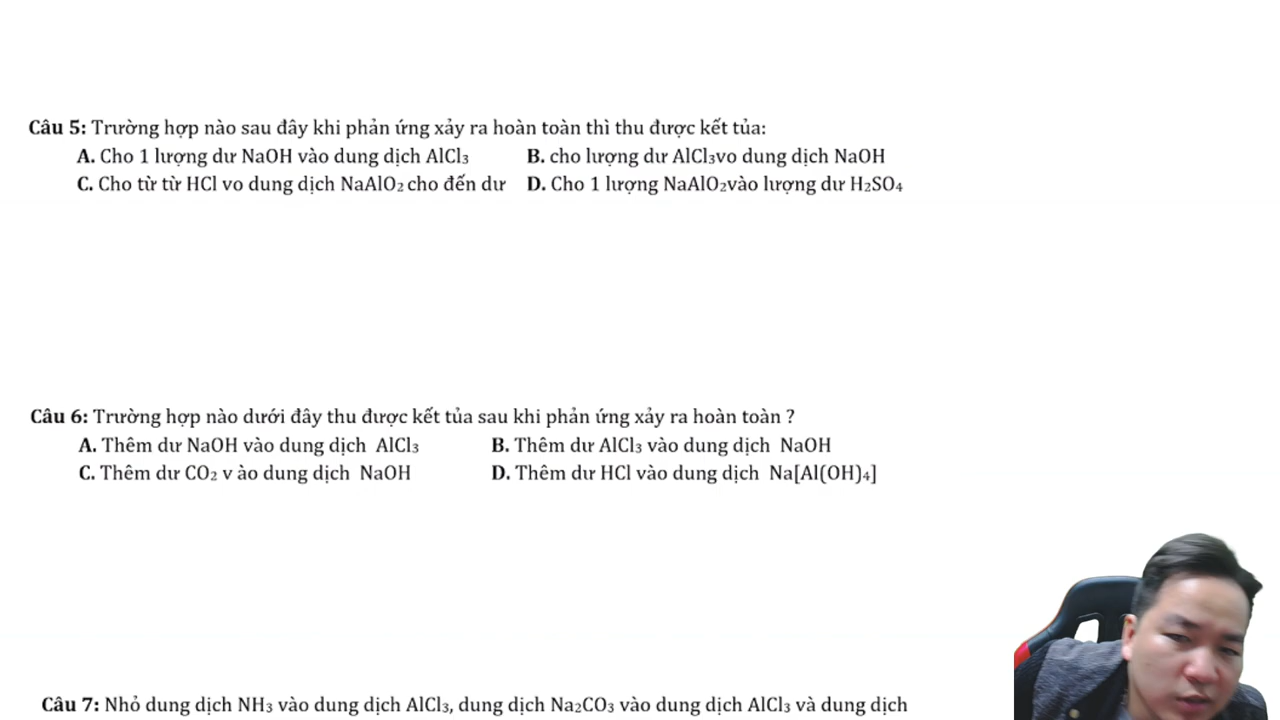 Câu 5: Trường hợp nào sau đây khi phản ứng xảy ra hoàn toàn thì thu được kết tủa:
A. Cho 1 lượng dư NaOH vào dung dịch AlCl₃ B. cho lượng dư AlCl₃vo dung dịch NaOH
C. Cho từ từ HCl vo dung dịch NaAlO₂ cho đến dư D. Cho 1 lượng NaAlO₂vào lượng dư H₂SO₄
Câu 6: Trường hợp nào dưới đây thu được kết tủa sau khi phản ứng xảy ra hoàn toàn ?
A. Thêm dư NaOH vào dung dịch AlCl₃ B. Thêm dư AlCl₃ vào dung dịch NaOH
C. Thêm dư CO₂ v ào dung dịch NaOH D. Thêm dư HCl vào dung dịch Na[Al(OH)₄]
Câu 7: Nhỏ dung dịch NH₃ vào dung dịch AlCl₃, dung dịch Na₂CO₃ vào dung dịch AlCl₃ và dung dịch